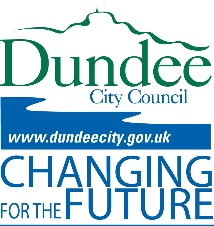 Dundee
City Council
www.dundeecity.gov.uk
CHANGING
FOR THE FUTURE